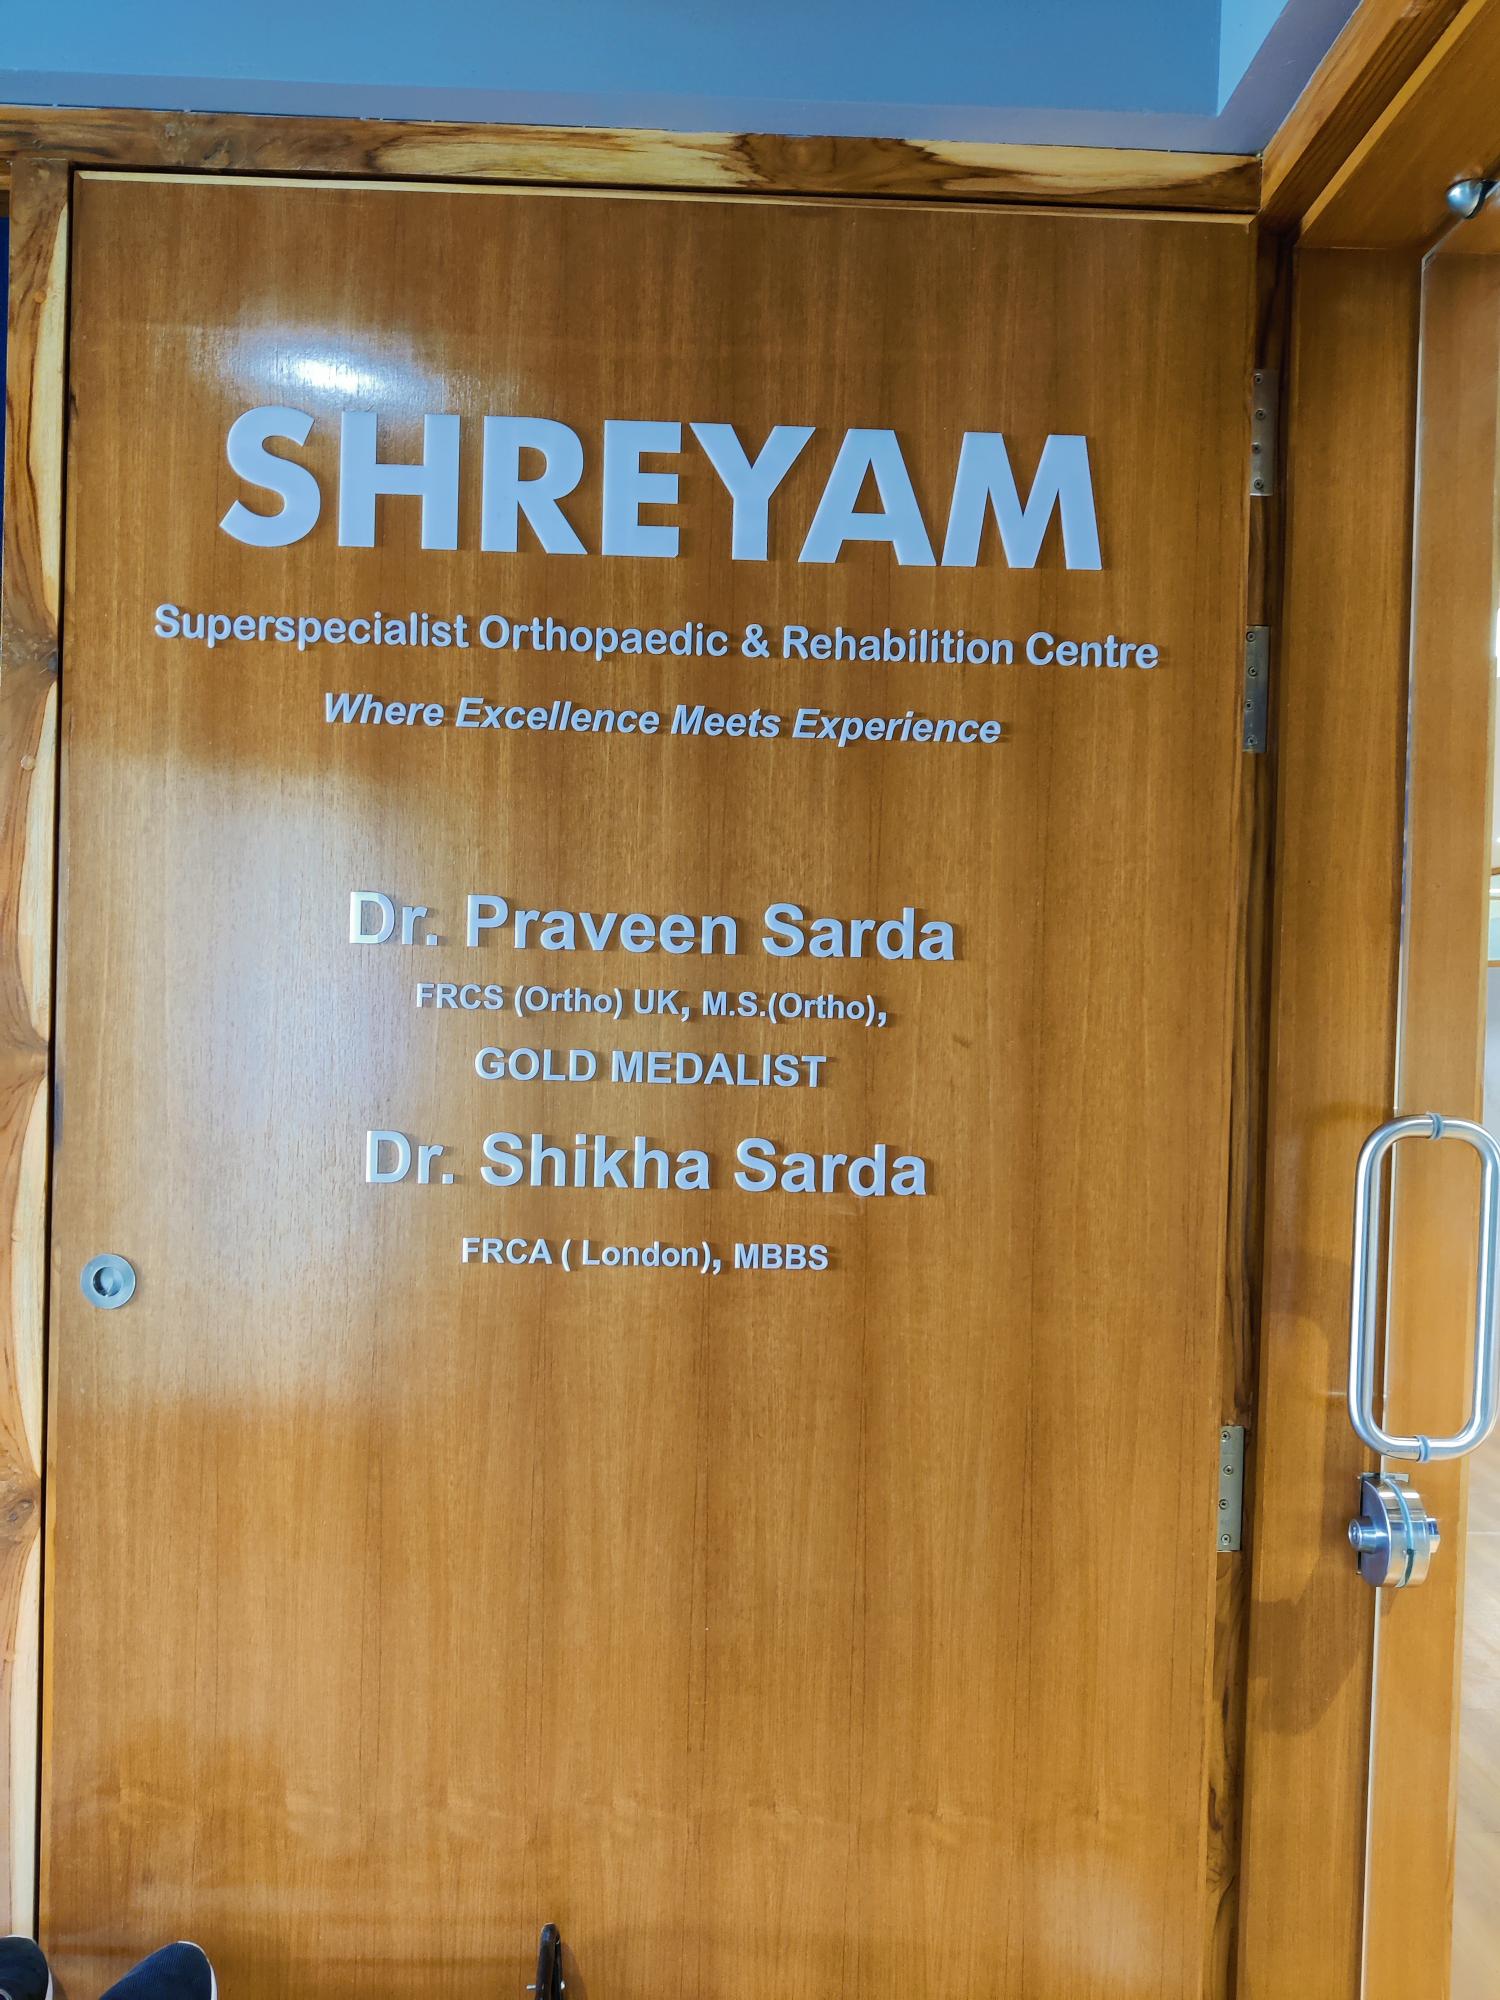 SHREYAM
Superspecialist Orthopaedic & Rehabilition Centre
Where Excellence Meets Experience
Dr. Praveen Sarda
FRCS (Ortho) UK, M.S.(Ortho),
GOLD MEDALIST
Dr. Shikha Sarda
FRCA ( London), MBBS